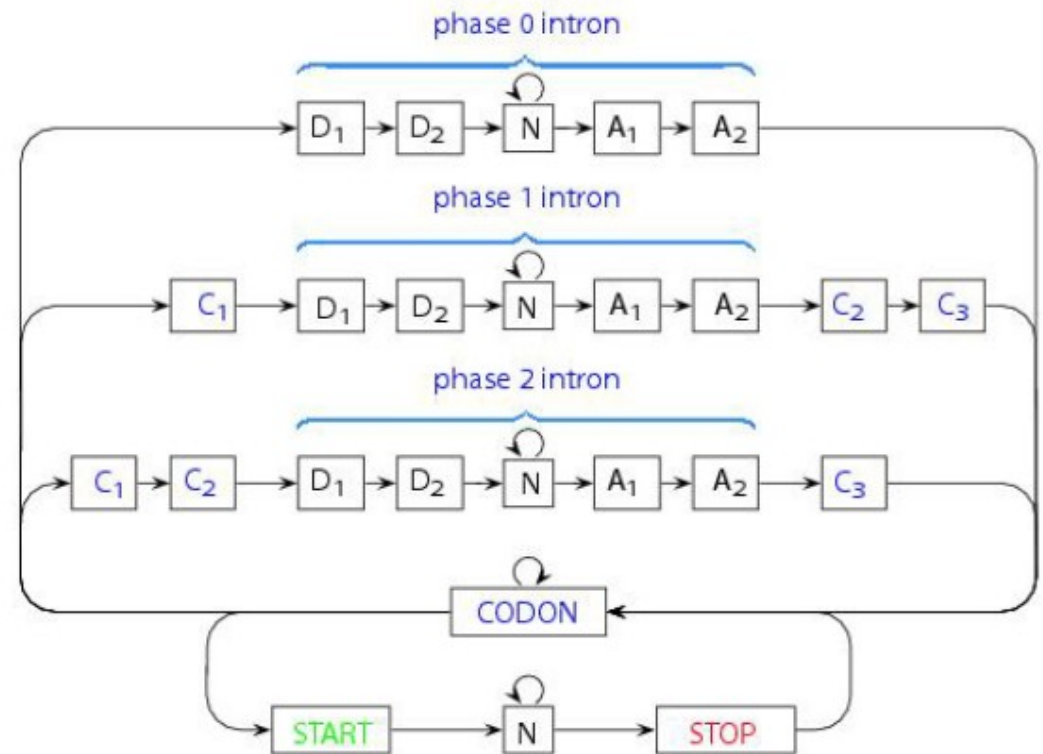 phase 0 intron
D₁ D₂ N A₁ A₂
phase 1 intron
C₁ D₁ D₂ N A₁ A₂ C₂ C₃
phase 2 intron
C₁ C₂ D₁ D₂ N A₁ A₂ C₃
CODON
START N STOP